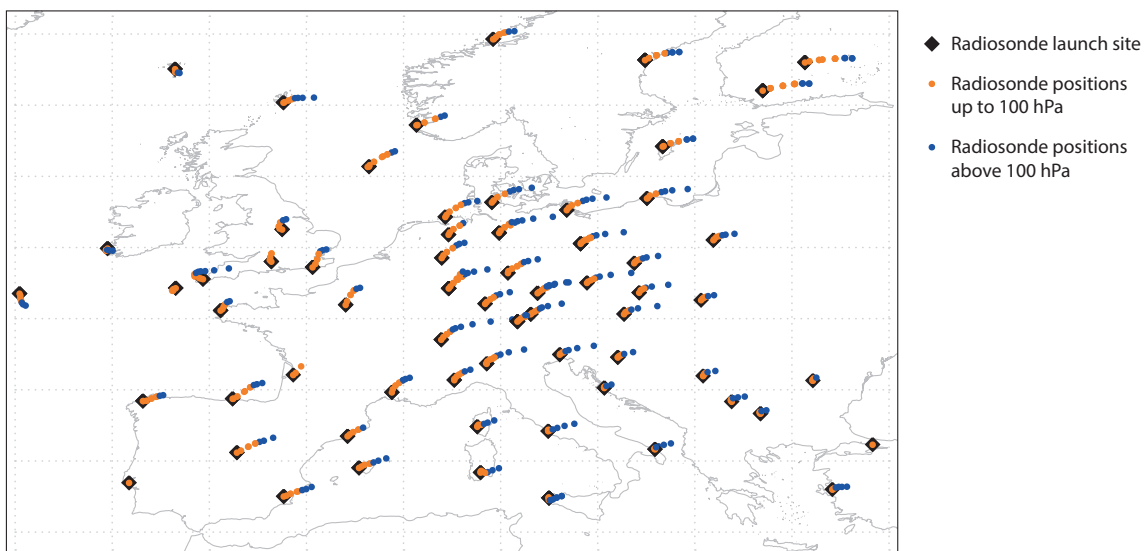 Radiosonde launch site
Radiosonde positions
up to 100 hPa
Radiosonde positions
above 100 hPa